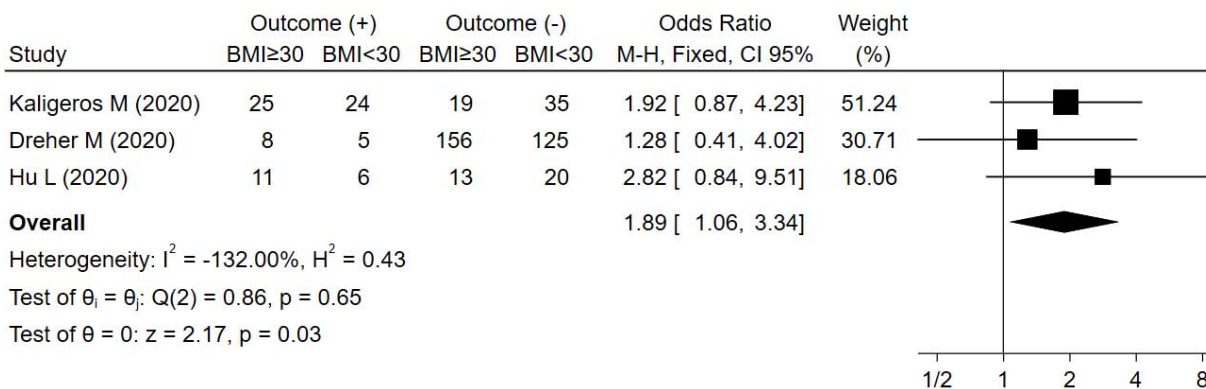 Outcome (+) Outcome (-) Odds Ratio Weight
Study BMI≥30 BMI<30 BMI≥30 BMI<30 M-H, Fixed, CI 95% (%)
Kaligeros M (2020) 25 24 19 35 1.92 [ 0.87, 4.23] 51.24
Dreher M (2020) 8 5 156 125 1.28 [ 0.41, 4.02] 30.71
Hu L (2020) 11 6 13 20 2.82 [ 0.84, 9.51] 18.06
Overall 1.89 [ 1.06, 3.34]
Heterogeneity: I² = -132.00%, H² = 0.43
Test of θᵢ = θⱼ: Q(2) = 0.86, p = 0.65
Test of θ = 0: z = 2.17, p = 0.03
1/2 1 2 4 8